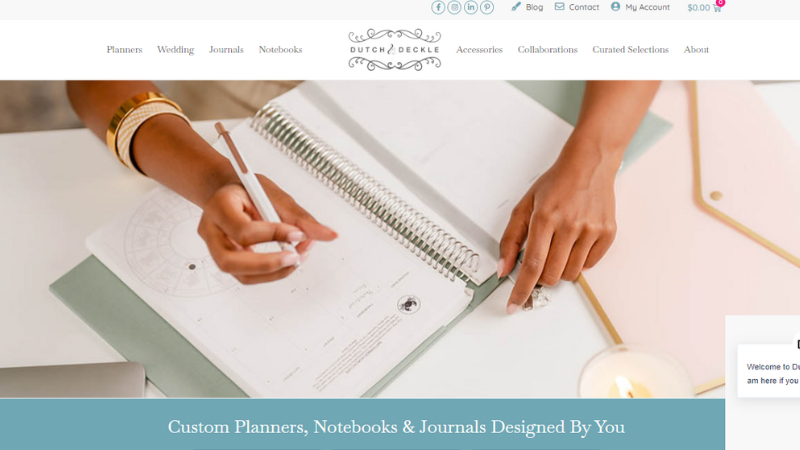 Blog Contact My Account $0.00 0
Planners Wedding Journals Notebooks DUTCH & DECKLE Accessories Collaborations Curated Selections About
Welcome to Du
am here if you
Custom Planners, Notebooks & Journals Designed By You